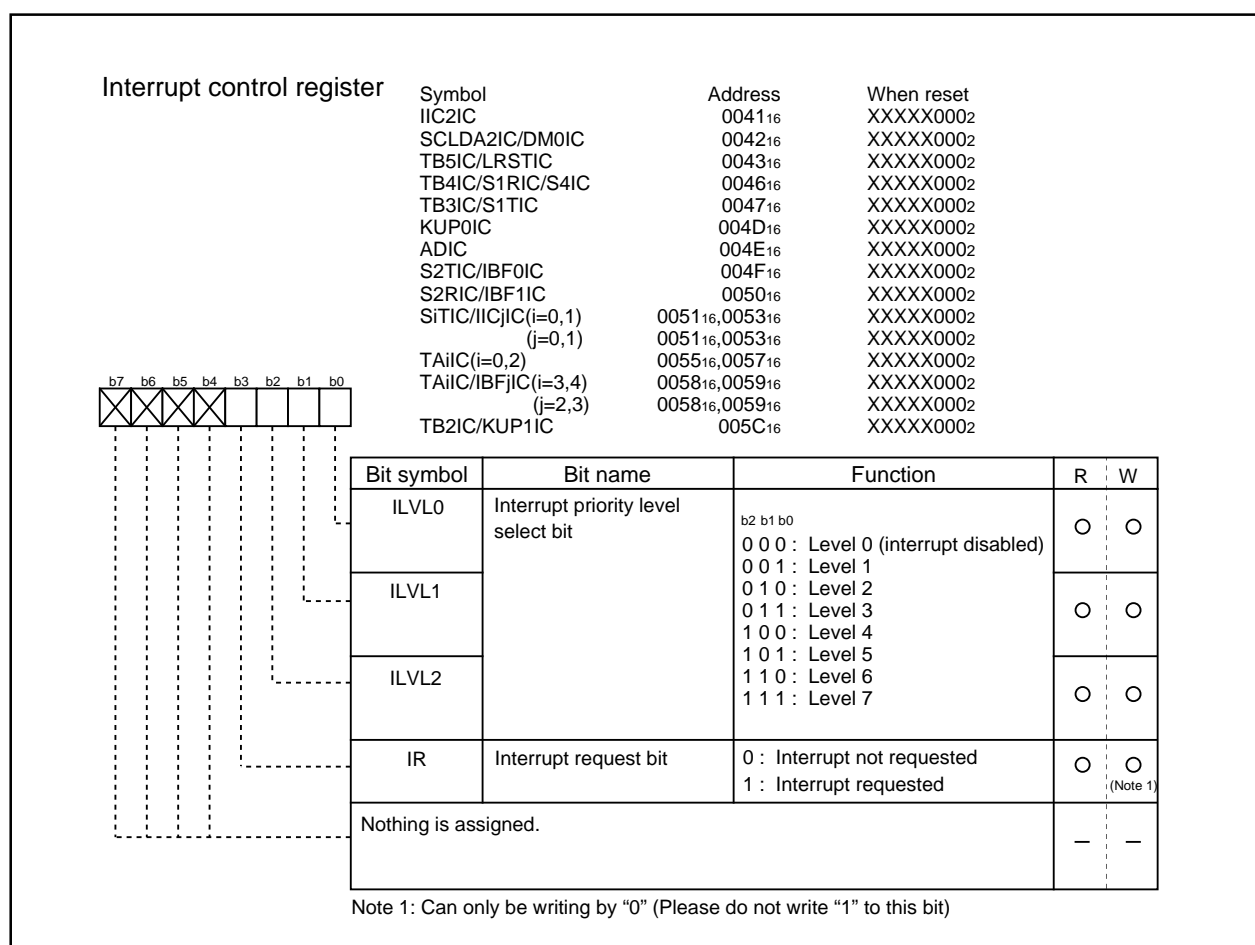 Interrupt control register
Symbol Address When reset
IIC2IC 004116 XXXXX0002
SCLDA2IC/DM0IC 004216 XXXXX0002
TB5IC/LRSTIC 004316 XXXXX0002
TB4IC/S1RIC/S4IC 004616 XXXXX0002
TB3IC/S1TIC 004716 XXXXX0002
KUP0IC 004D16 XXXXX0002
ADIC 004E16 XXXXX0002
S2TIC/IBF0IC 004F16 XXXXX0002
S2RIC/IBF1IC 005016 XXXXX0002
SiTIC/IICjIC(i=0,1) 005116,005316 XXXXX0002
(j=0,1) 005116,005316 XXXXX0002
TAiIC(i=0,2) 005516,005716 XXXXX0002
TAiIC/IBFjIC(i=3,4) 005816,005916 XXXXX0002
(j=2,3) 005816,005916 XXXXX0002
TB2IC/KUP1IC 005C16 XXXXX0002
b7 b6 b5 b4 b3 b2 b1 b0
Bit symbol Bit name Function R W
ILVL0 Interrupt priority level
select bit
b2 b1 b0
0 0 0 : Level 0 (interrupt disabled)
0 0 1 : Level 1
ILVL1 0 1 0 : Level 2
0 1 1 : Level 3
1 0 0 : Level 4
1 0 1 : Level 5
ILVL2 1 1 0 : Level 6
1 1 1 : Level 7
IR Interrupt request bit 0 : Interrupt not requested
1 : Interrupt requested (Note 1)
Nothing is assigned.
– –
Note 1: Can only be writing by “0” (Please do not write “1” to this bit)